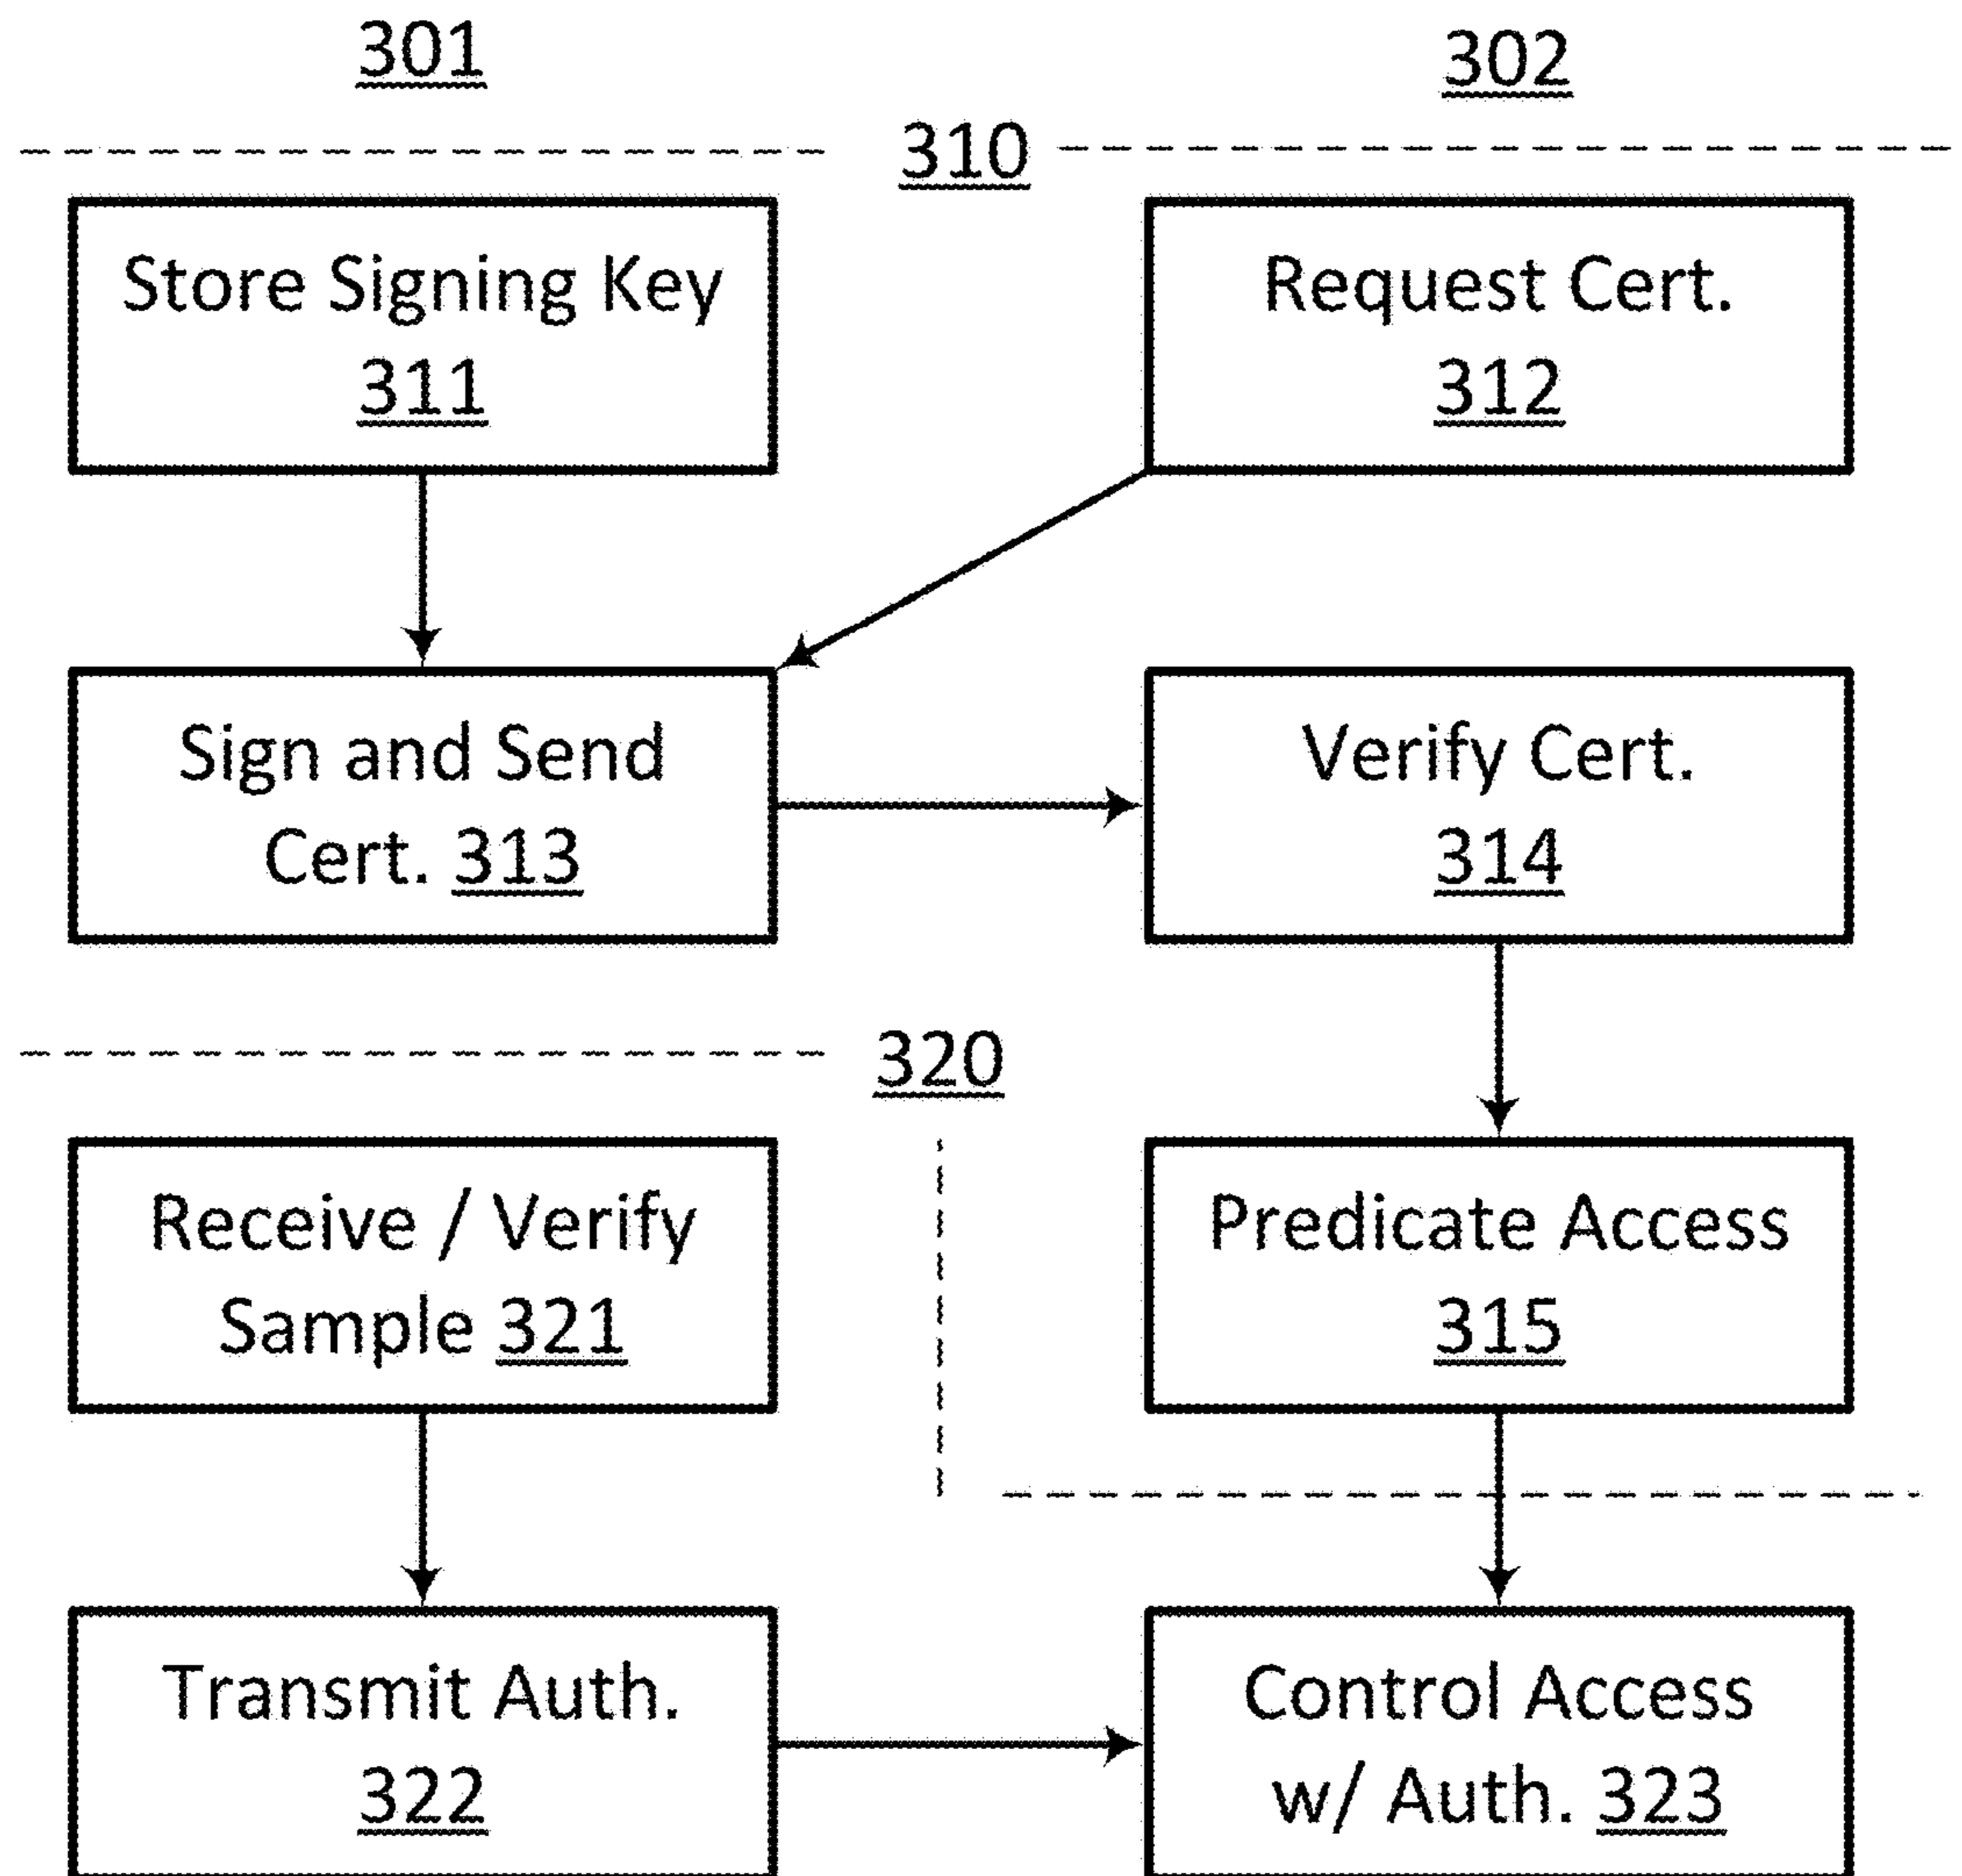 301
302
310
Store Signing Key
311
Request Cert.
312
Sign and Send
Cert. 313
Verify Cert.
314
320
Receive / Verify
Sample 321
Predicate Access
315
Transmit Auth.
322
Control Access
w/ Auth. 323